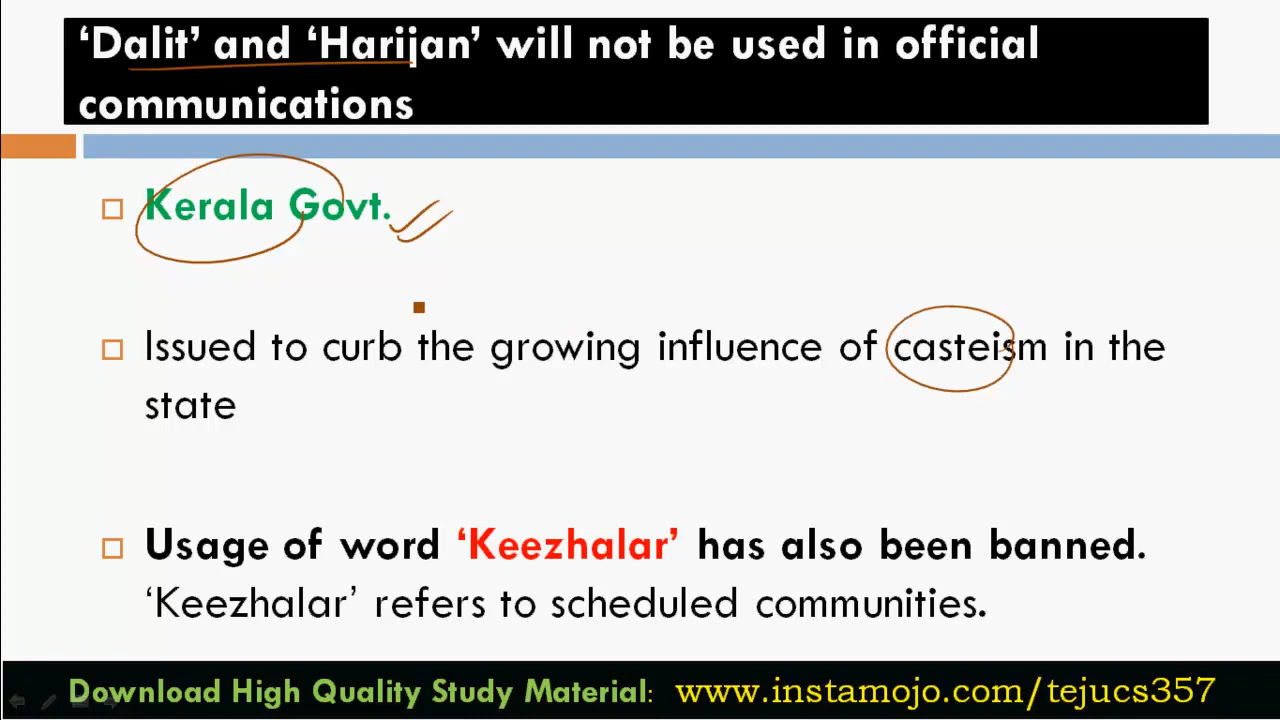 ‘Dalit’ and ‘Harijan’ will not be used in official
communications
Kerala Govt.
Issued to curb the growing influence of casteism in the
state
Usage of word ‘Keezhalar’ has also been banned.
‘Keezhalar’ refers to scheduled communities.
Download High Quality Study Material: www.instamojo.com/tejucs357